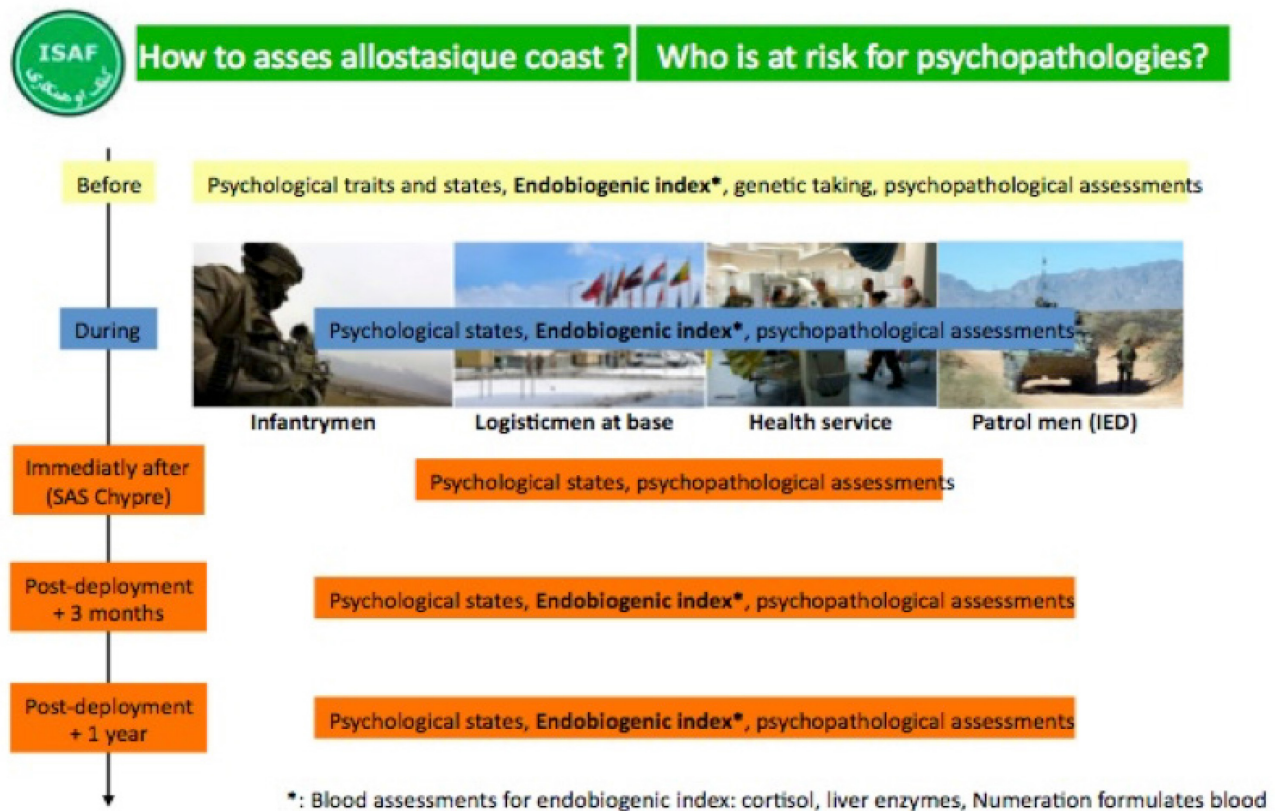 ISAF
کمک او همکاری
How to asses allostasique coast ?
Who is at risk for psychopathologies?
Before
Psychological traits and states, Endobiogenic index*, genetic taking, psychopathological assessments
During
Psychological states, Endobiogenic index*, psychopathological assessments
Infantrymen
Logisticmen at base
Health service
Patrol men (IED)
Immediatly after
(SAS Chypre)
Psychological states, psychopathological assessments
Post-deployment
+ 3 months
Psychological states, Endobiogenic index*, psychopathological assessments
Post-deployment
+ 1 year
Psychological states, Endobiogenic index*, psychopathological assessments
*: Blood assessments for endobiogenic index: cortisol, liver enzymes, Numeration formulates blood